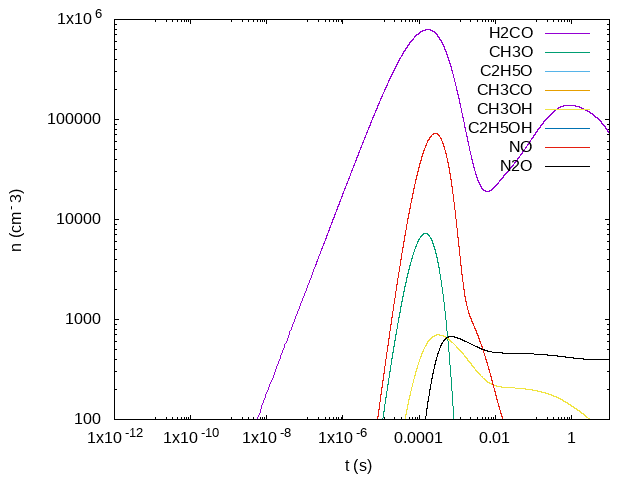 1x10^6
100000
10000
1000
100
n (cm^-3)
H2CO
CH3O
C2H5O
CH3CO
CH3OH
C2H5OH
NO
N2O
1x10^-12
1x10^-10
1x10^-8
1x10^-6
0.0001
0.01
1
t (s)